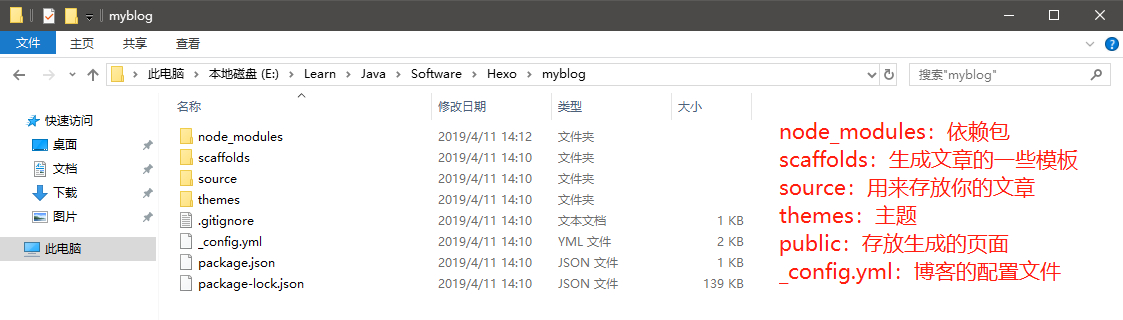 myblog
文件 主页 共享 查看
此电脑 本地磁盘 (E:) Learn Java Software Hexo myblog 搜索"myblog"
名称 修改日期 类型 大小
快速访问
桌面
文档
下载
图片
此电脑
node_modules 2019/4/11 14:12 文件夹
scaffolds 2019/4/11 14:10 文件夹
source 2019/4/11 14:10 文件夹
themes 2019/4/11 14:10 文件夹
.gitignore 2019/4/11 14:10 文本文档 1 KB
_config.yml 2019/4/11 14:10 YML 文件 2 KB
package.json 2019/4/11 14:10 JSON 文件 1 KB
package-lock.json 2019/4/11 14:10 JSON 文件 139 KB
node_modules：依赖包
scaffolds：生成文章的一些模板
source：用来存放你的文章
themes：主题
public：存放生成的页面
_config.yml：博客的配置文件